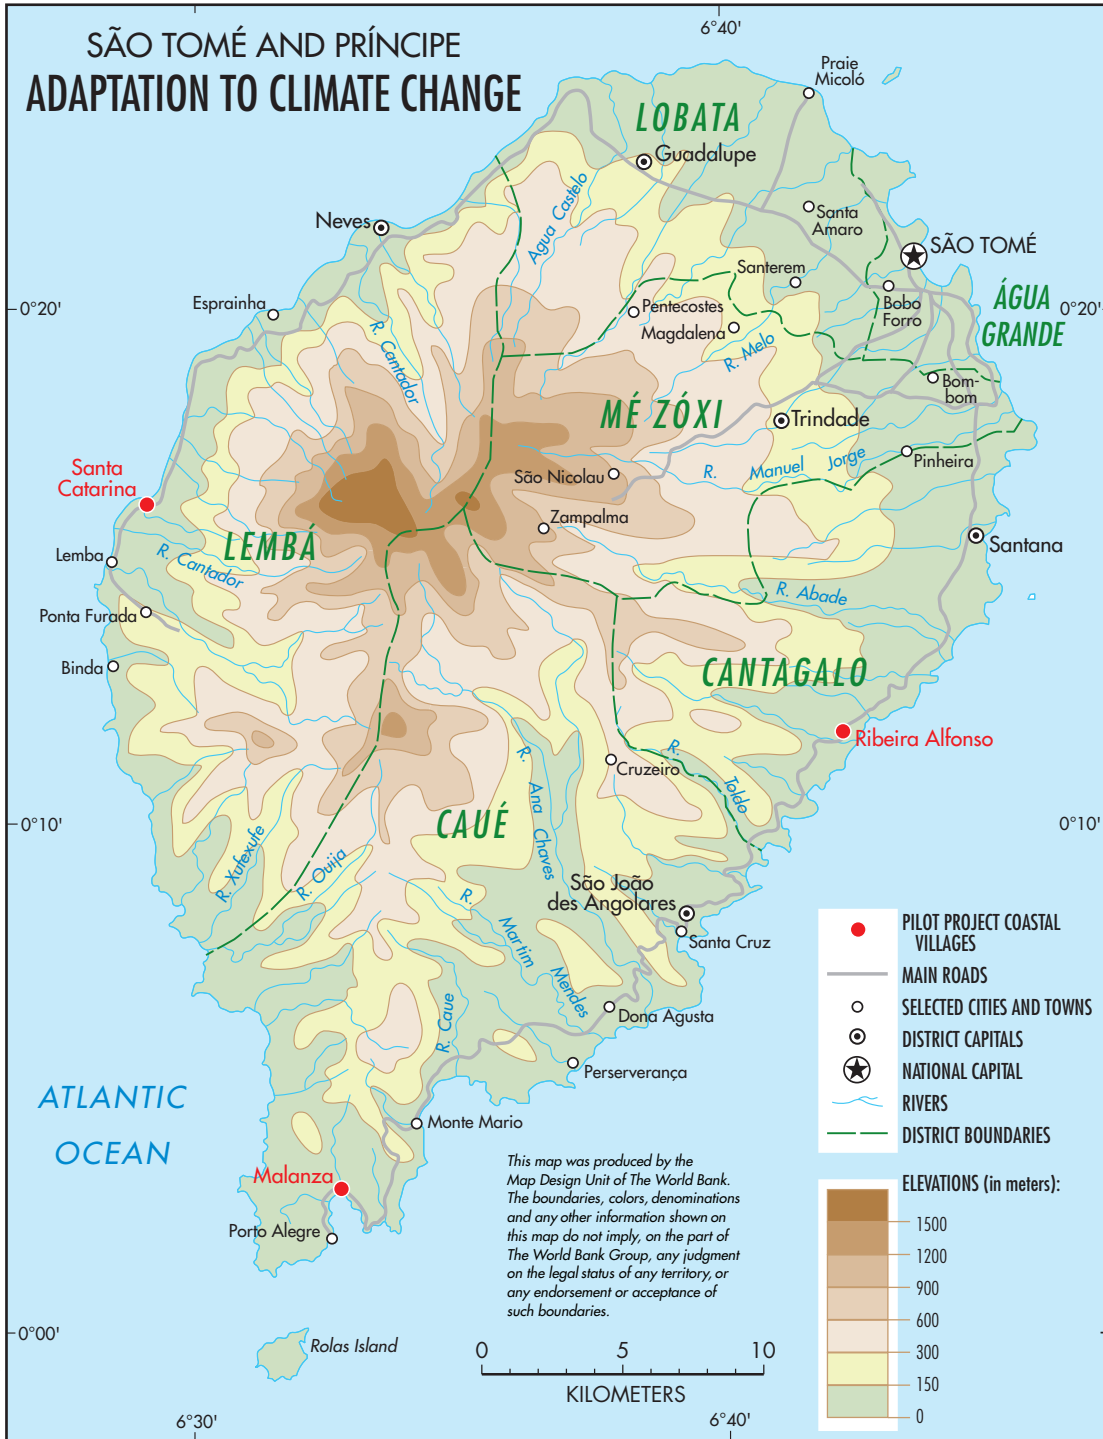 SÃO TOMÉ AND PRÍNCIPE
ADAPTATION TO CLIMATE CHANGE
6°40'
Praie
Micoló
LOBATA
Guadalupe
Agua Castelo
Santa
Amaro
Neves
SÃO TOMÉ
Santerem
Esprainha
0°20'
Pentecostes
Bobo
Forro
ÁGUA
GRANDE
0°20'
Magdalena
R. Melo
R. Cantador
Bom-
bom
MÉ ZÓXI
Trindade
R. Manuel Jorge
Pinheira
Santa
Catarina
São Nicolau
Zampalma
LEMBÁ
Santana
Lemba
R. Cantador
R. Abade
Ponta Furada
Binda
CANTAGALO
Ribeira Alfonso
R. Toldo
Cruzeiro
R. Ana Chaves
CAUÉ
0°10'
0°10'
R. Xufexufe
R. Ouija
São João
des Angolares
R. Martim Mendes
Santa Cruz
Dona Agusta
R. Caue
Perserverança
Monte Mario
ATLANTIC
OCEAN
Malanza
Porto Alegre
This map was produced by the
Map Design Unit of The World Bank.
The boundaries, colors, denominations
and any other information shown on
this map do not imply, on the part of
The World Bank Group, any judgment
on the legal status of any territory, or
any endorsement or acceptance of
such boundaries.
PILOT PROJECT COASTAL
VILLAGES
MAIN ROADS
SELECTED CITIES AND TOWNS
DISTRICT CAPITALS
NATIONAL CAPITAL
RIVERS
DISTRICT BOUNDARIES
ELEVATIONS (in meters):
1500
1200
900
600
300
150
0
0°00'
Rolas Island
0 5 10
KILOMETERS
6°30'
6°40'